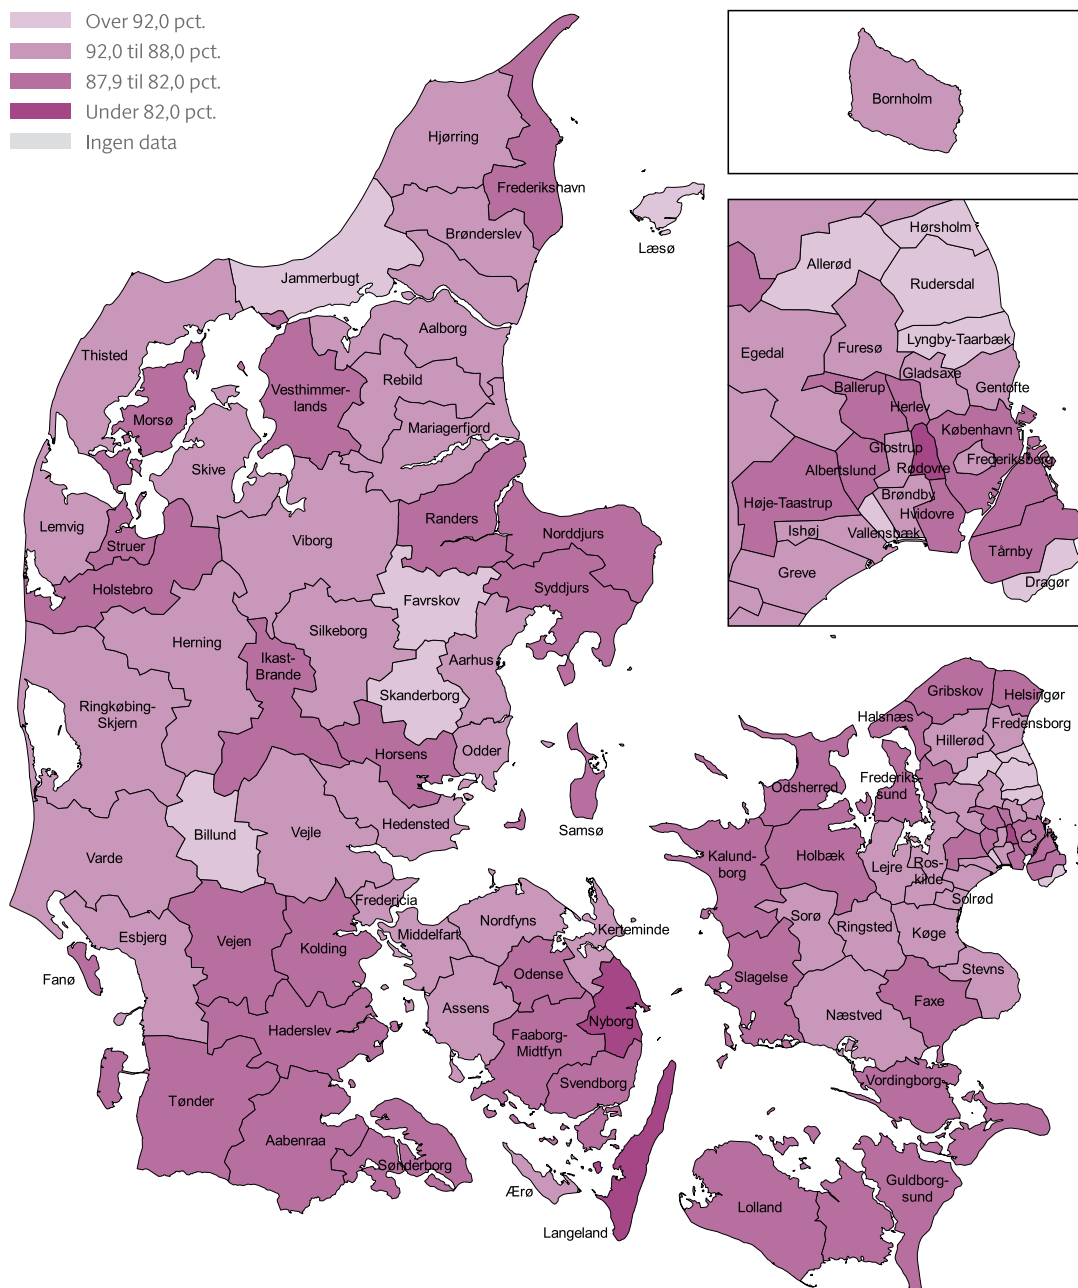 Over 92,0 pct.
92,0 til 88,0 pct.
87,9 til 82,0 pct.
Under 82,0 pct.
Ingen data
Bornholm
Hjørring
Frederikshavn
Brønderslev
Læsø
Jammerbugt
Aalborg
Thisted
Rebild
Vesthimmer-
lands
Morsø
Mariagerfjord
Skive
Lemvig
Randers
Struer
Viborg
Norddjurs
Holstebro
Syddjurs
Favrskov
Silkeborg
Herning
Aarhus
Ikast-
Brande
Skanderborg
Ringkøbing-
Skjern
Horsens
Odder
Hedensted
Samsø
Billund
Vejle
Varde
Fredericia
Nordfyns
Middelfart
Kerteminde
Esbjerg
Vejen
Kolding
Odense
Fanø
Assens
Nyborg
Haderslev
Faaborg-
Midtfyn
Svendborg
Tønder
Aabenraa
Sønderborg
Ærø
Langeland
Hørsholm
Allerød
Rudersdal
Lyngby-Taarbæk
Egedal
Furesø
Gladsaxe
Gentofte
Ballerup
Herlev
København
Glostrup
Frederiksberg
Albertslund
Rødovre
Brøndby
Høje-Taastrup
Hvidovre
Ishøj
Vallensbæk
Tårnby
Greve
Dragør
Gribskov
Helsingør
Halsnæs
Fredensborg
Hillerød
Frederiks-
sund
Odsherred
Kalund-
borg
Holbæk
Lejre
Ros-
kilde
Solrød
Sorø
Ringsted
Køge
Stevns
Slagelse
Faxe
Næstved
Vordingborg
Guldborg-
sund
Lolland